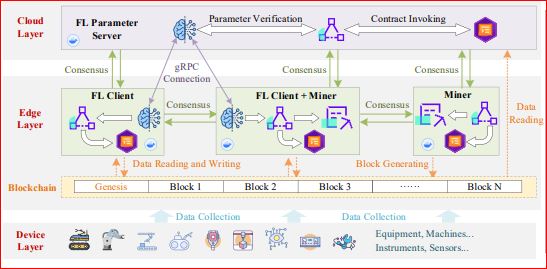 Cloud
Layer
FL Parameter
Server
Parameter Verification
Contract Invoking
Consensus
gRPC
Connection
Consensus
Consensus
Edge
Layer
FL Client
Consensus
FL Client + Miner
Consensus
Miner
Data
Reading
Data Reading and Writing
Block Generating
Blockchain
Genesis
Block 1
Block 2
Block 3
......
Block N
Data Collection
Data Collection
Device
Layer
Equipment, Machines...
Instruments, Sensors...